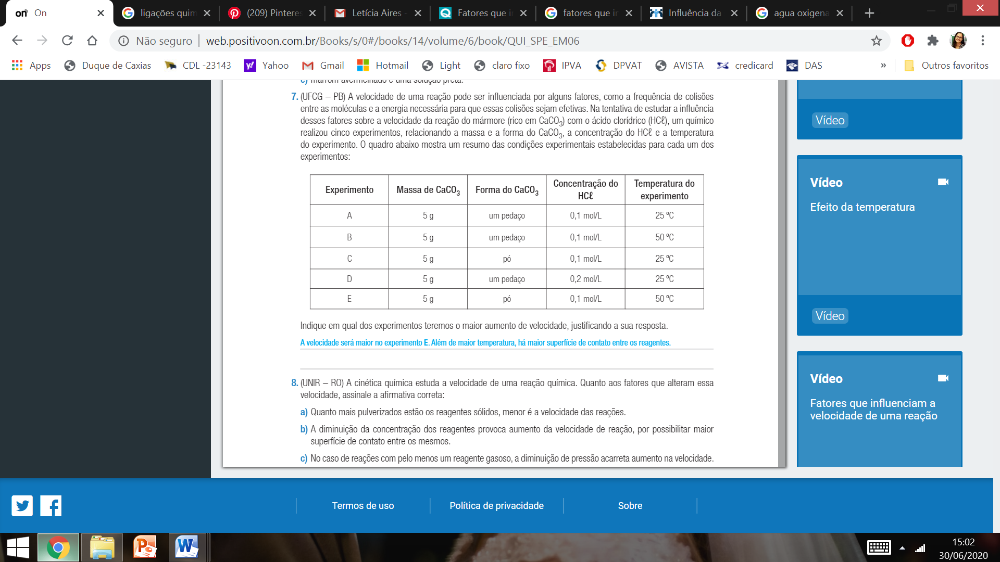 on On
ligações quim
(209) Pinteres
Letícia Aires -
Fatores que i
fatores que in
Influência da
agua oxigena
Não seguro web.positivoon.com.br/Books/s/0#/books/14/volume/6/book/QUI_SPE_EM06
Apps Duque de Caxias CDL -23143 Yahoo Gmail Hotmail Light claro fixo IPVA DPVAT AVISTA credicard DAS » Outros favoritos
c) marrom avermelhado e uma solução preta.
7. (UFCG – PB) A velocidade de uma reação pode ser influenciada por alguns fatores, como a frequência de colisões
entre as moléculas e a energia necessária para que essas colisões sejam efetivas. Na tentativa de estudar a influência
desses fatores sobre a velocidade da reação do mármore (rico em CaCO3) com o ácido clorídrico (HCℓ), um químico
realizou cinco experimentos, relacionando a massa e a forma do CaCO3, a concentração do HCℓ e a temperatura
do experimento. O quadro abaixo mostra um resumo das condições experimentais estabelecidas para cada um dos
experimentos:
Experimento Massa de CaCO3 Forma do CaCO3 Concentração do HCℓ Temperatura do experimento
A 5 g um pedaço 0,1 mol/L 25 ºC
B 5 g um pedaço 0,1 mol/L 50 ºC
C 5 g pó 0,1 mol/L 25 ºC
D 5 g um pedaço 0,2 mol/L 25 ºC
E 5 g pó 0,1 mol/L 50 ºC
Indique em qual dos experimentos teremos o maior aumento de velocidade, justificando a sua resposta.
A velocidade será maior no experimento E. Além de maior temperatura, há maior superfície de contato entre os reagentes.
8. (UNIR – RO) A cinética química estuda a velocidade de uma reação química. Quanto aos fatores que alteram essa
velocidade, assinale a afirmativa correta:
a) Quanto mais pulverizados estão os reagentes sólidos, menor é a velocidade das reações.
b) A diminuição da concentração dos reagentes provoca aumento da velocidade de reação, por possibilitar maior
superfície de contato entre os mesmos.
c) No caso de reações com pelo menos um reagente gasoso, a diminuição de pressão acarreta aumento na velocidade.
Vídeo
Vídeo
Efeito da temperatura
Vídeo
Vídeo
Fatores que influenciam a
velocidade de uma reação
Termos de uso
Política de privacidade
Sobre
15:02
30/06/2020